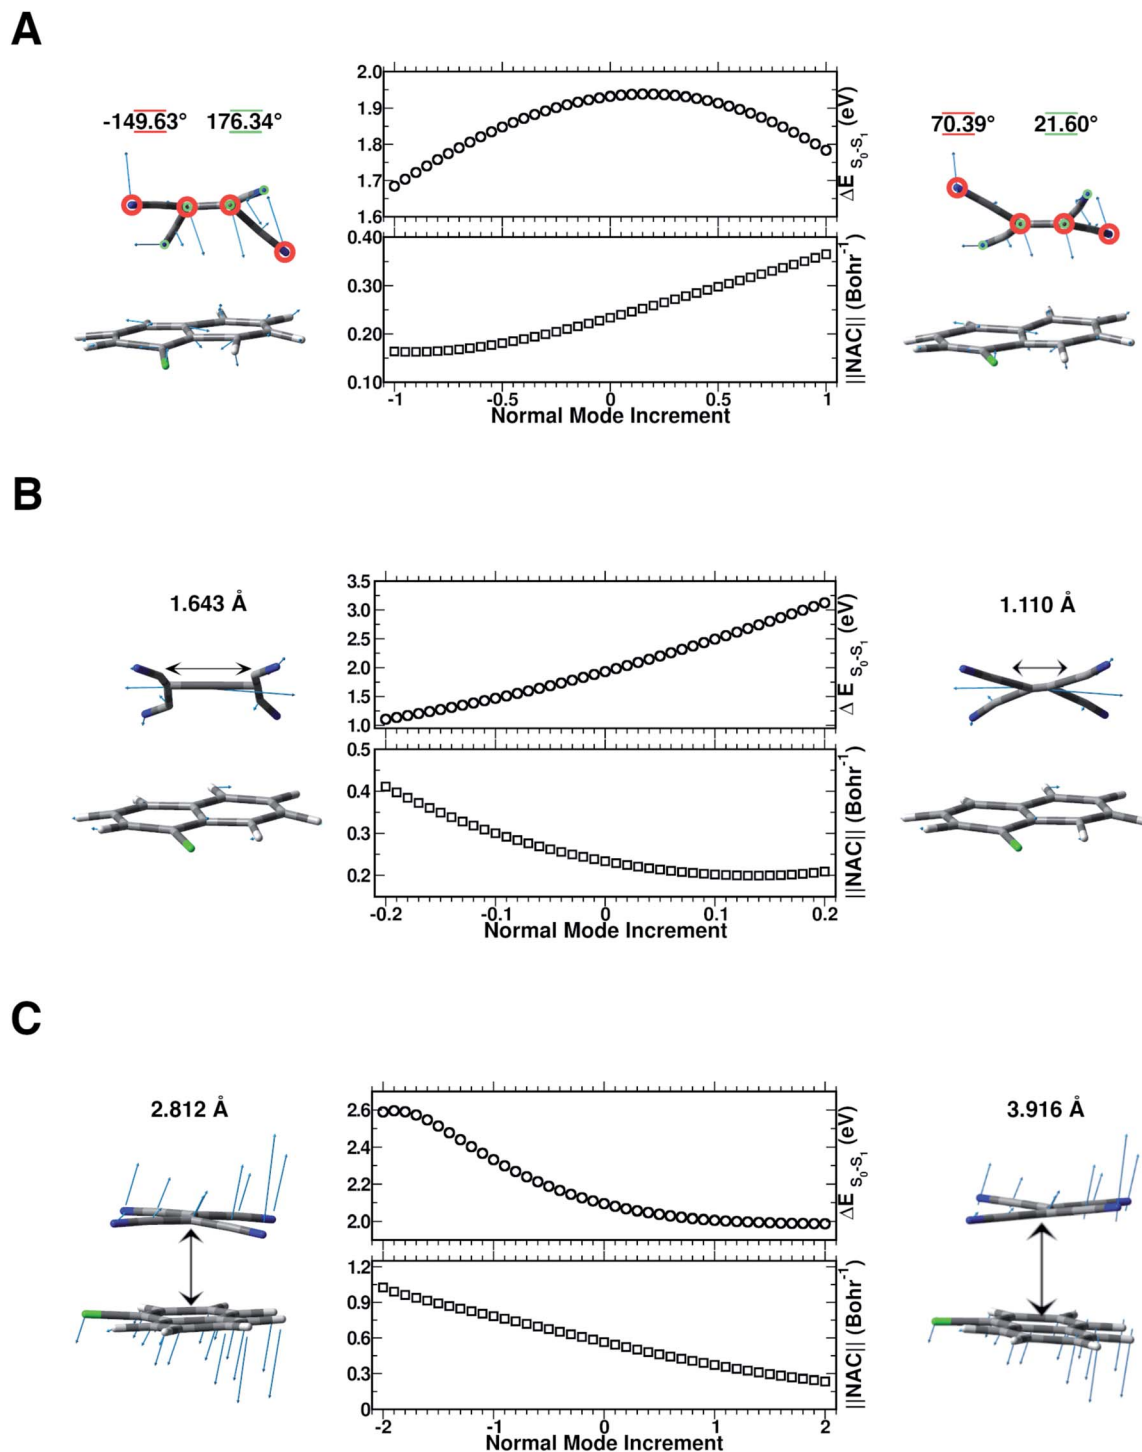 A
-149.63° 176.34°
70.39° 21.60°
2.0
1.9
1.8
1.7
1.6
ΔE S₀-S₁ (eV)
0.40
0.30
0.20
0.10
||NAC|| (Bohr⁻¹)
-1 -0.5 0 0.5 1
Normal Mode Increment
B
1.643 Å
1.110 Å
3.5
3.0
2.5
2.0
1.5
1.0
Δ E S₀-S₁ (eV)
0.5
0.4
0.3
0.2
||NAC|| (Bohr⁻¹)
-0.2 -0.1 0 0.1 0.2
Normal Mode Increment
C
2.812 Å
3.916 Å
2.6
2.4
2.2
2.0
ΔE S₀-S₁ (eV)
1.2
0.9
0.6
0.3
0
||NAC|| (Bohr⁻¹)
-2 -1 0 1 2
Normal Mode Increment